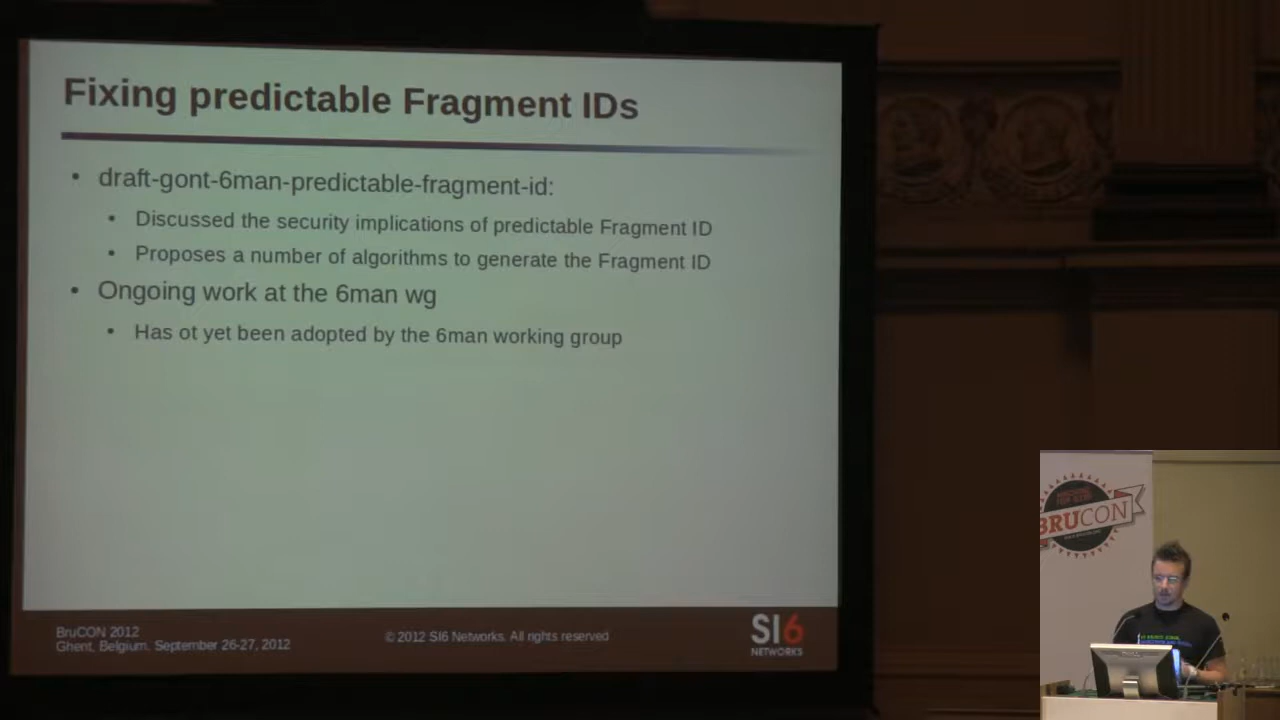 Fixing predictable Fragment IDs
• draft-gont-6man-predictable-fragment-id:
• Discussed the security implications of predictable Fragment ID
• Proposes a number of algorithms to generate the Fragment ID
• Ongoing work at the 6man wg
• Has ot yet been adopted by the 6man working group
BruCON 2012
Ghent, Belgium. September 26-27, 2012
© 2012 SI6 Networks. All rights reserved
SI6
NETWORKS
BRUCON